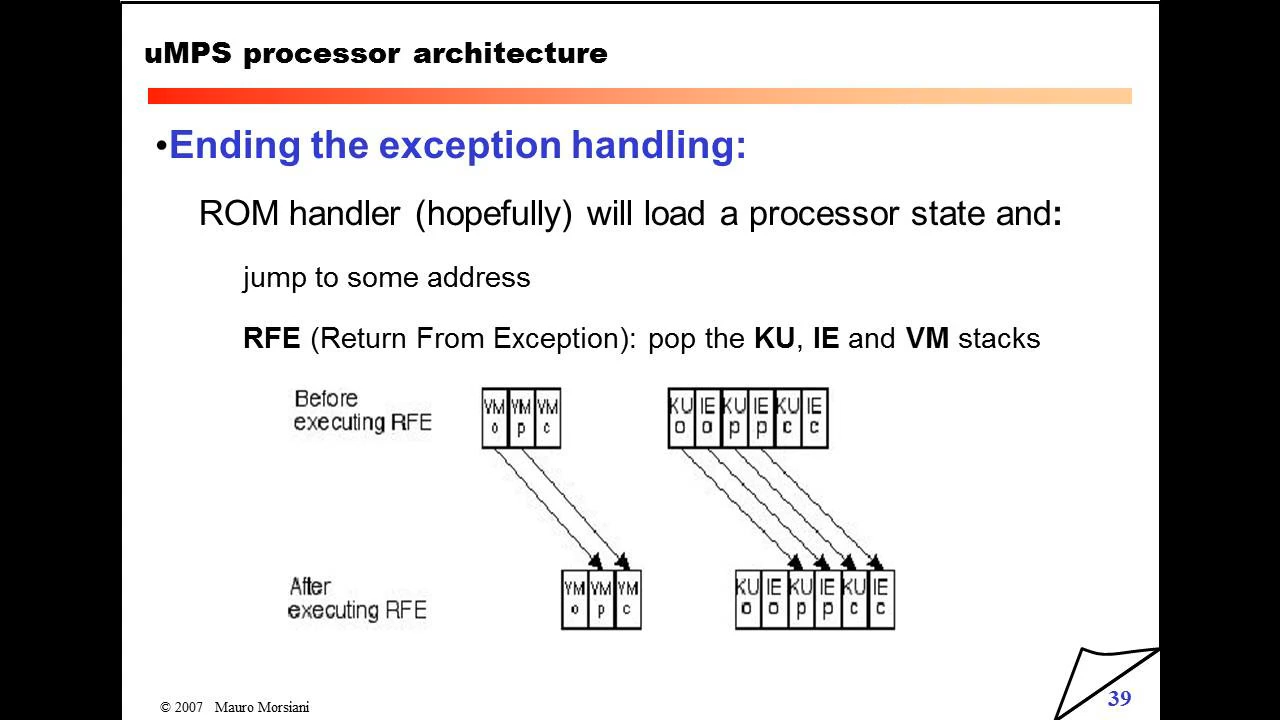 uMPS processor architecture
•Ending the exception handling:
ROM handler (hopefully) will load a processor state and:
jump to some address
RFE (Return From Exception): pop the KU, IE and VM stacks
Before
executing RFE
VM VM VM
o p c
KU IE KU IE KU IE
o o p p c c
After
executing RFE
VM VM VM
o p c
KU IE KU IE KU IE
o o p p c c
© 2007 Mauro Morsiani
39